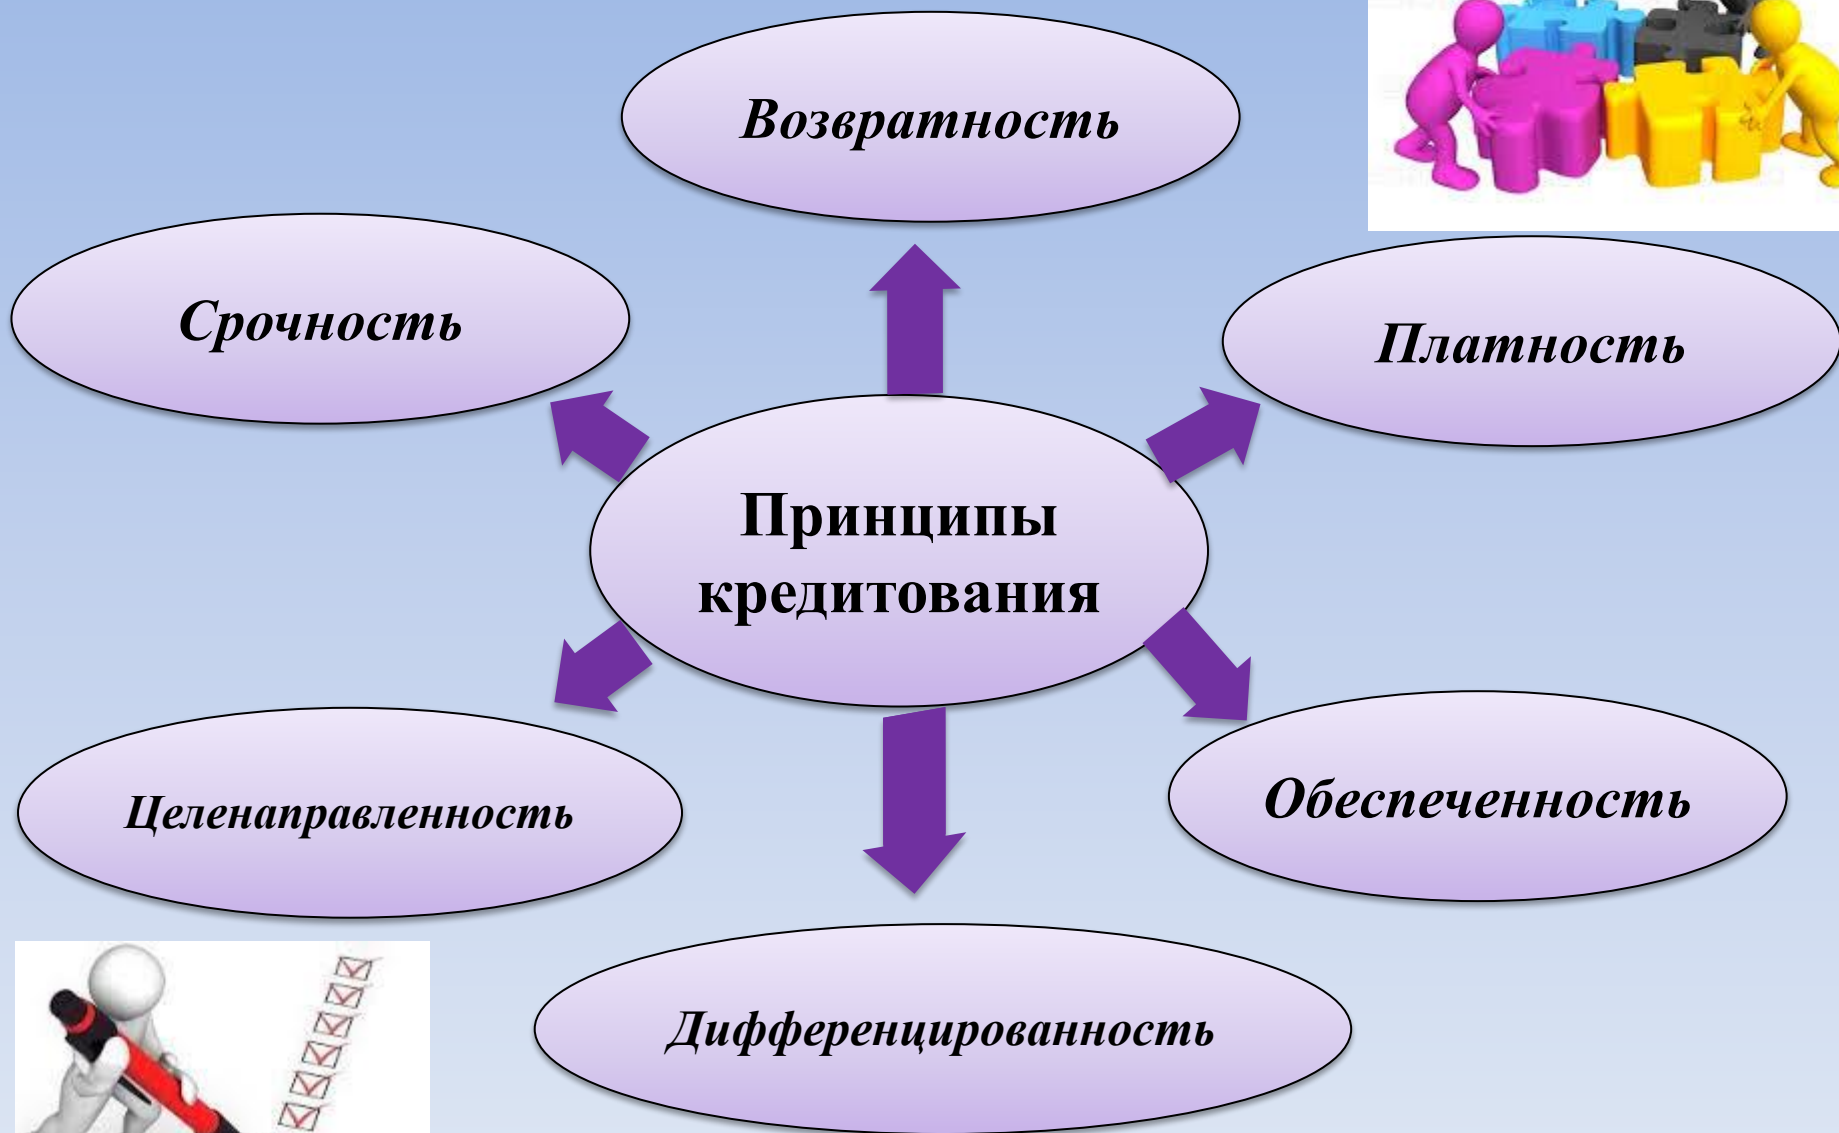 Возвратность
Срочность
Платность
Принципы
кредитования
Целенаправленность
Обеспеченность
Дифференцированность